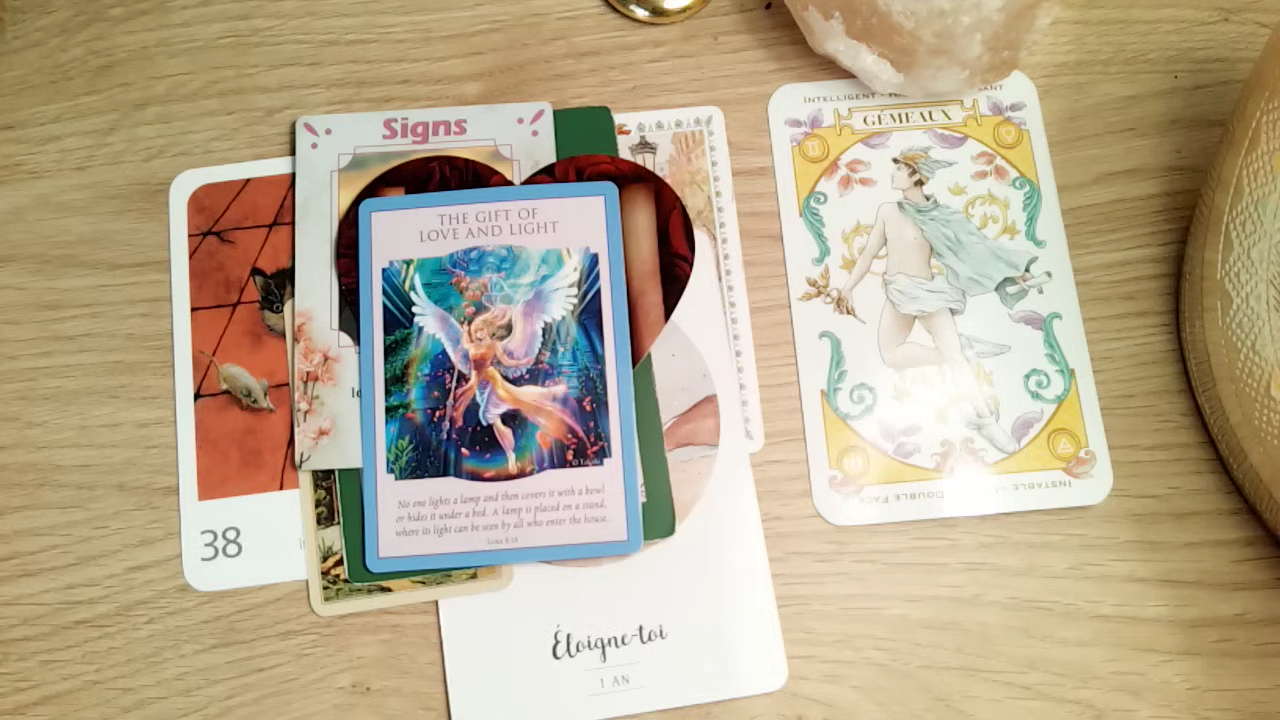 Signs
THE GIFT OF
LOVE AND LIGHT
No one lights a lamp and then covers it with a bowl
or hides it under a bed. A lamp is placed on a stand,
where its light can be seen by all who enter the house.
Luke 8:16
38
Éloigne-toi
1 AN
INTELLIGENT
GÉMEAUX
INSTABLE
DOUBLE FACE